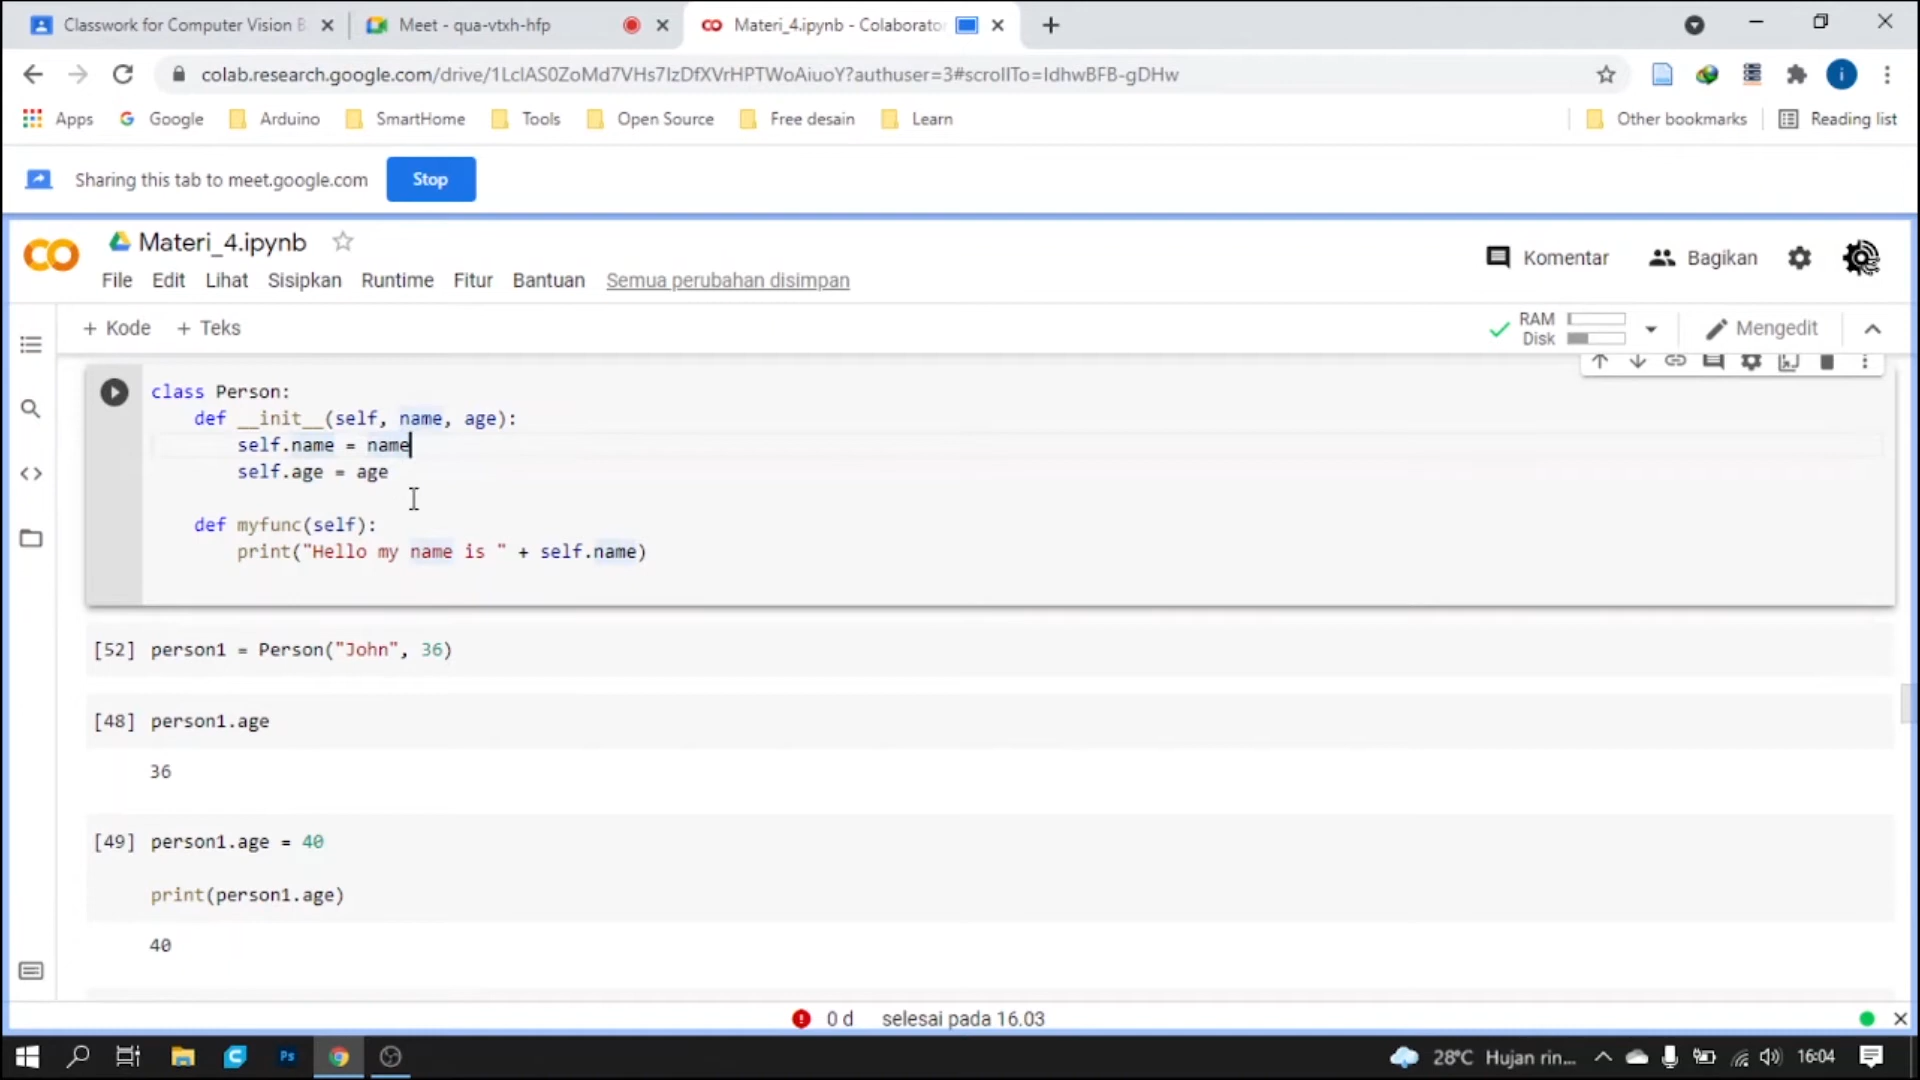 Classwork for Computer Vision B
Meet - qua-vtxh-hfp
Materi_4.ipynb - Colaborator
colab.research.google.com/drive/1LclAS0ZoMd7VHs7IzDfXVrHPTWoAiuoY?authuser=3#scrollTo=IdhwBFB-gDHw
Apps
Google
Arduino
SmartHome
Tools
Open Source
Free desain
Learn
Other bookmarks
Reading list
Sharing this tab to meet.google.com
Stop
Materi_4.ipynb
Komentar
Bagikan
File Edit Lihat Sisipkan Runtime Fitur Bantuan Semua perubahan disimpan
+ Kode + Teks
RAM
Disk
Mengedit
class Person:
    def __init__(self, name, age):
        self.name = name
        self.age = age
    def myfunc(self):
        print("Hello my name is " + self.name)
[52] person1 = Person("John", 36)
[48] person1.age
36
[49] person1.age = 40
print(person1.age)
40
0 d selesai pada 16.03
28°C Hujan rin...
16:04